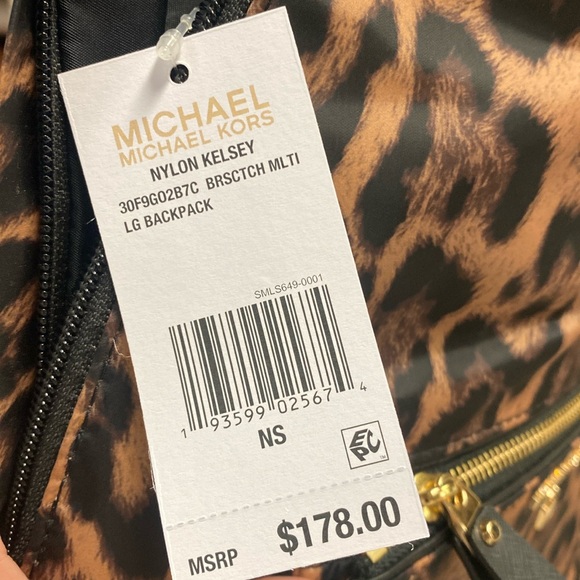 MICHAEL
MICHAEL KORS
NYLON KELSEY
30F9GO2B7C BRSCTCH MLTI
LG BACKPACK
SMLS649-0001
1 93599 02567 4
NS
EPC
MSRP $178.00